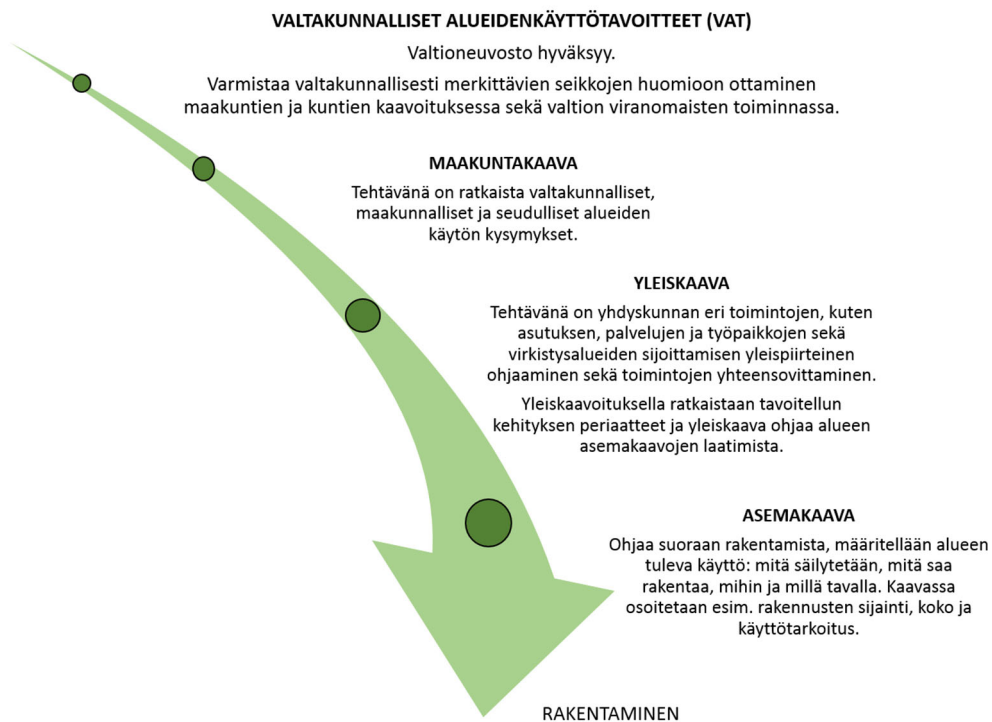 VALTAKUNNALLISET ALUEIDENKÄYTTÖTAVOITTEET (VAT)
Valtioneuvosto hyväksyy.
Varmistaa valtakunnallisesti merkittävien seikkojen huomioon ottaminen
maakuntien ja kuntien kaavoituksessa sekä valtion viranomaisten toiminnassa.
MAAKUNTAKAAVA
Tehtävänä on ratkaista valtakunnalliset,
maakunnalliset ja seudulliset alueiden
käytön kysymykset.
YLEISKAAVA
Tehtävänä on yhdyskunnan eri toimintojen, kuten
asutuksen, palvelujen ja työpaikkojen sekä
virkistysalueiden sijoittamisen yleispiirteinen
ohjaaminen sekä toimintojen yhteensovittaminen.
Yleiskaavoituksella ratkaistaan tavoitellun
kehityksen periaatteet ja yleiskaava ohjaa alueen
asemakaavojen laatimista.
ASEMAKAAVA
Ohjaa suoraan rakentamista, määritellään alueen
tuleva käyttö: mitä säilytetään, mitä saa
rakentaa, mihin ja millä tavalla. Kaavassa
osoitetaan esim. rakennusten sijainti, koko ja
käyttötarkoitus.
RAKENTAMINEN